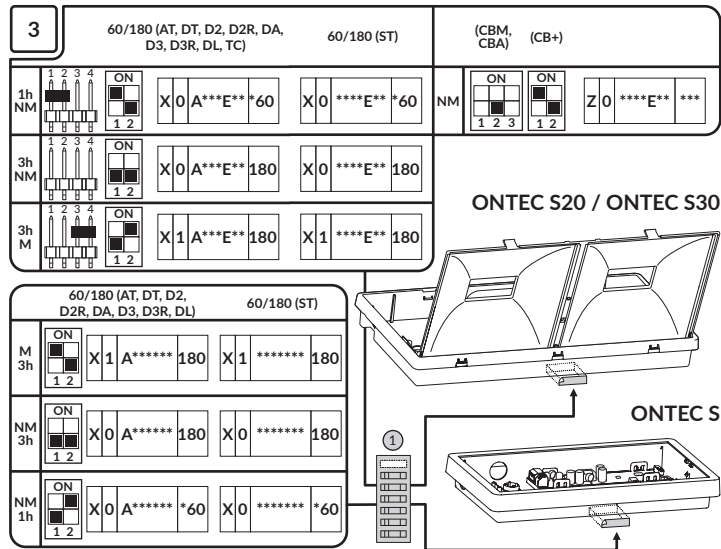 3
60/180 (AT, DT, D2, D2R, DA, D3, D3R, DL, TC)
60/180 (ST)
(CBM, CBA) (CB+)
1h NM 1 2 3 4 ON 1 2 X 0 A***E** *60 X 0 ****E** *60
NM ON 1 2 3 ON 1 2 Z 0 ****E** ***
3h NM 1 2 3 4 ON 1 2 X 0 A***E** 180 X 0 ****E** 180
3h M 1 2 3 4 ON 1 2 X 1 A***E** 180 X 1 ****E** 180
ONTEC S20 / ONTEC S30
60/180 (AT, DT, D2, D2R, DA, D3, D3R, DL)
60/180 (ST)
M 3h ON 1 2 X 1 A****** 180 X 1 ******* 180
NM 3h ON 1 2 X 0 A****** 180 X 0 ******* 180
NM 1h ON 1 2 X 0 A****** *60 X 0 ******* *60
1
ONTEC S